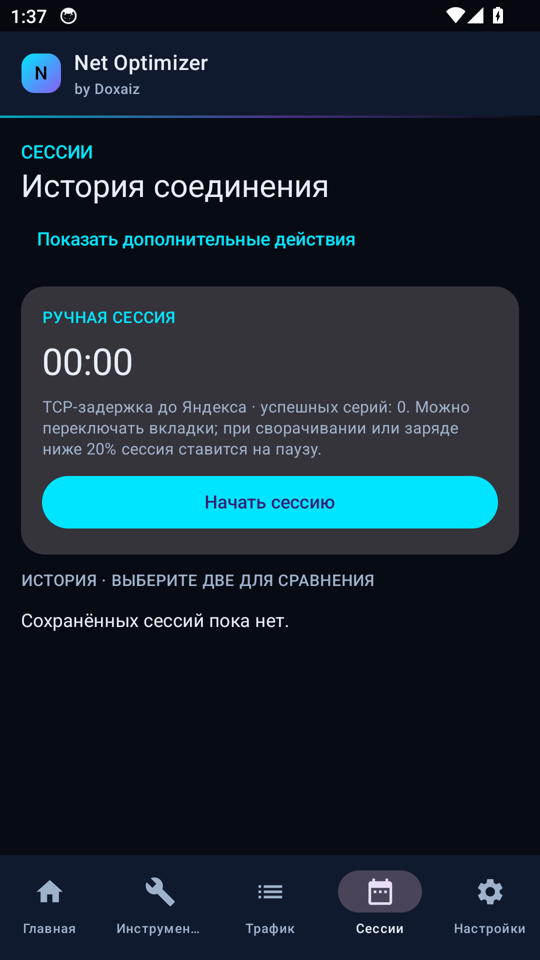 1:37
N
Net Optimizer
by Doxaiz
СЕССИИ
История соединения
Показать дополнительные действия
РУЧНАЯ СЕССИЯ
00:00
TCP-задержка до Яндекса · успешных серий: 0. Можно
переключать вкладки; при сворачивании или заряде
ниже 20% сессия ставится на паузу.
Начать сессию
ИСТОРИЯ · ВЫБЕРИТЕ ДВЕ ДЛЯ СРАВНЕНИЯ
Сохранённых сессий пока нет.
Главная
Инструмен…
Трафик
Сессии
Настройки